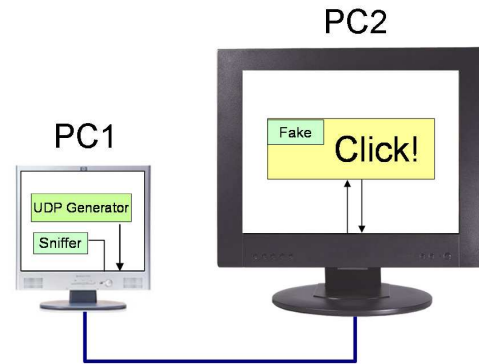 PC2
PC1
Fake
Click!
UDP Generator
Sniffer